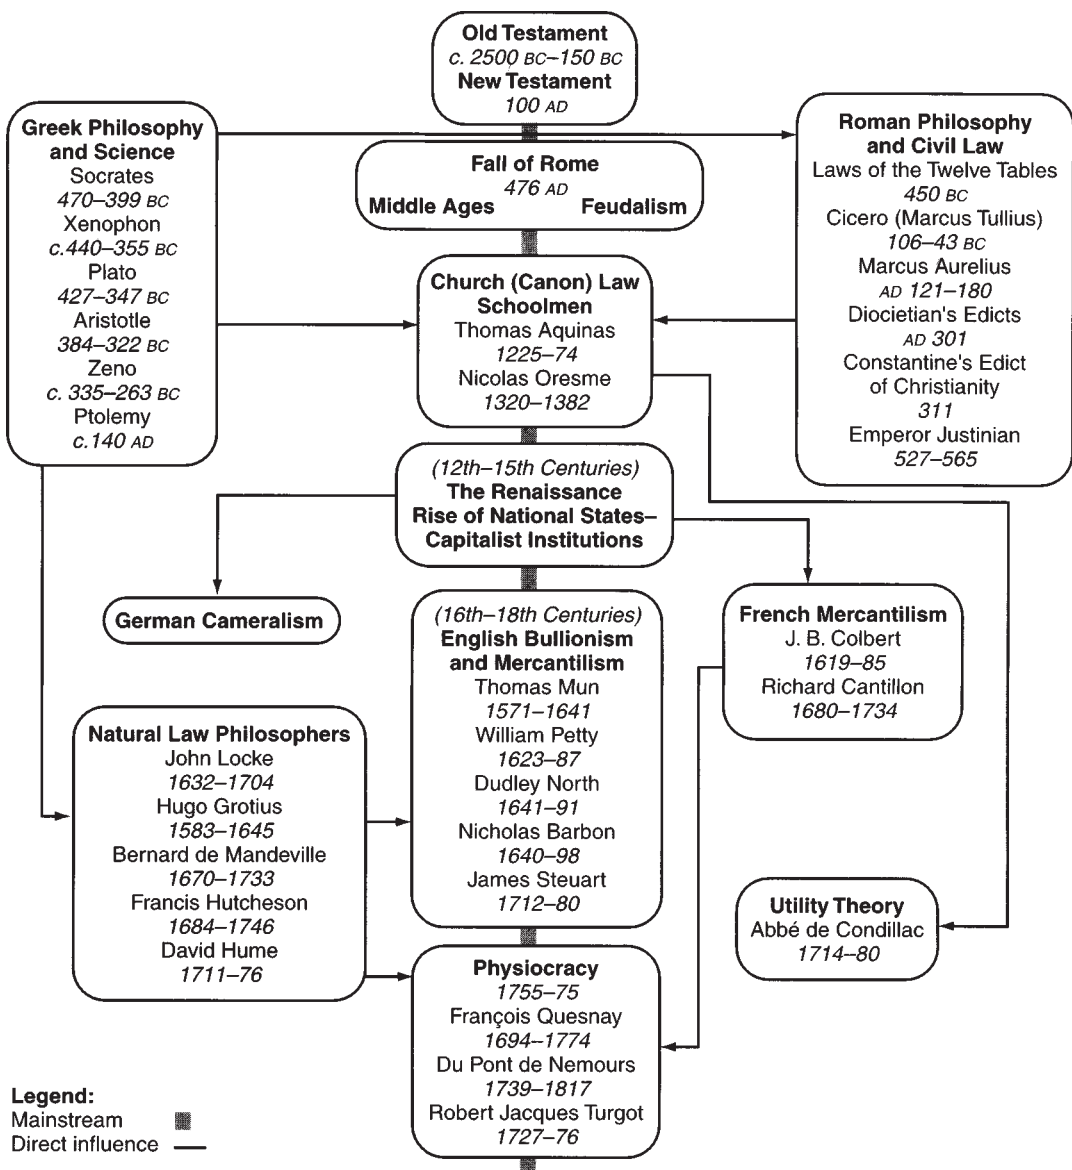 Old Testament
c. 2500 BC–150 BC
New Testament
100 AD
Greek Philosophy
and Science
Socrates
470–399 BC
Xenophon
c.440–355 BC
Plato
427–347 BC
Aristotle
384–322 BC
Zeno
c. 335–263 BC
Ptolemy
c.140 AD
Fall of Rome
476 AD
Middle Ages Feudalism
Roman Philosophy
and Civil Law
Laws of the Twelve Tables
450 BC
Cicero (Marcus Tullius)
106–43 BC
Marcus Aurelius
AD 121–180
Diocietian's Edicts
AD 301
Constantine's Edict
of Christianity
311
Emperor Justinian
527–565
Church (Canon) Law
Schoolmen
Thomas Aquinas
1225–74
Nicolas Oresme
1320–1382
(12th–15th Centuries)
The Renaissance
Rise of National States–
Capitalist Institutions
German Cameralism
(16th–18th Centuries)
English Bullionism
and Mercantilism
Thomas Mun
1571–1641
William Petty
1623–87
Dudley North
1641–91
Nicholas Barbon
1640–98
James Steuart
1712–80
French Mercantilism
J. B. Colbert
1619–85
Richard Cantillon
1680–1734
Natural Law Philosophers
John Locke
1632–1704
Hugo Grotius
1583–1645
Bernard de Mandeville
1670–1733
Francis Hutcheson
1684–1746
David Hume
1711–76
Utility Theory
Abbé de Condillac
1714–80
Physiocracy
1755–75
François Quesnay
1694–1774
Du Pont de Nemours
1739–1817
Robert Jacques Turgot
1727–76
Legend:
Mainstream
Direct influence